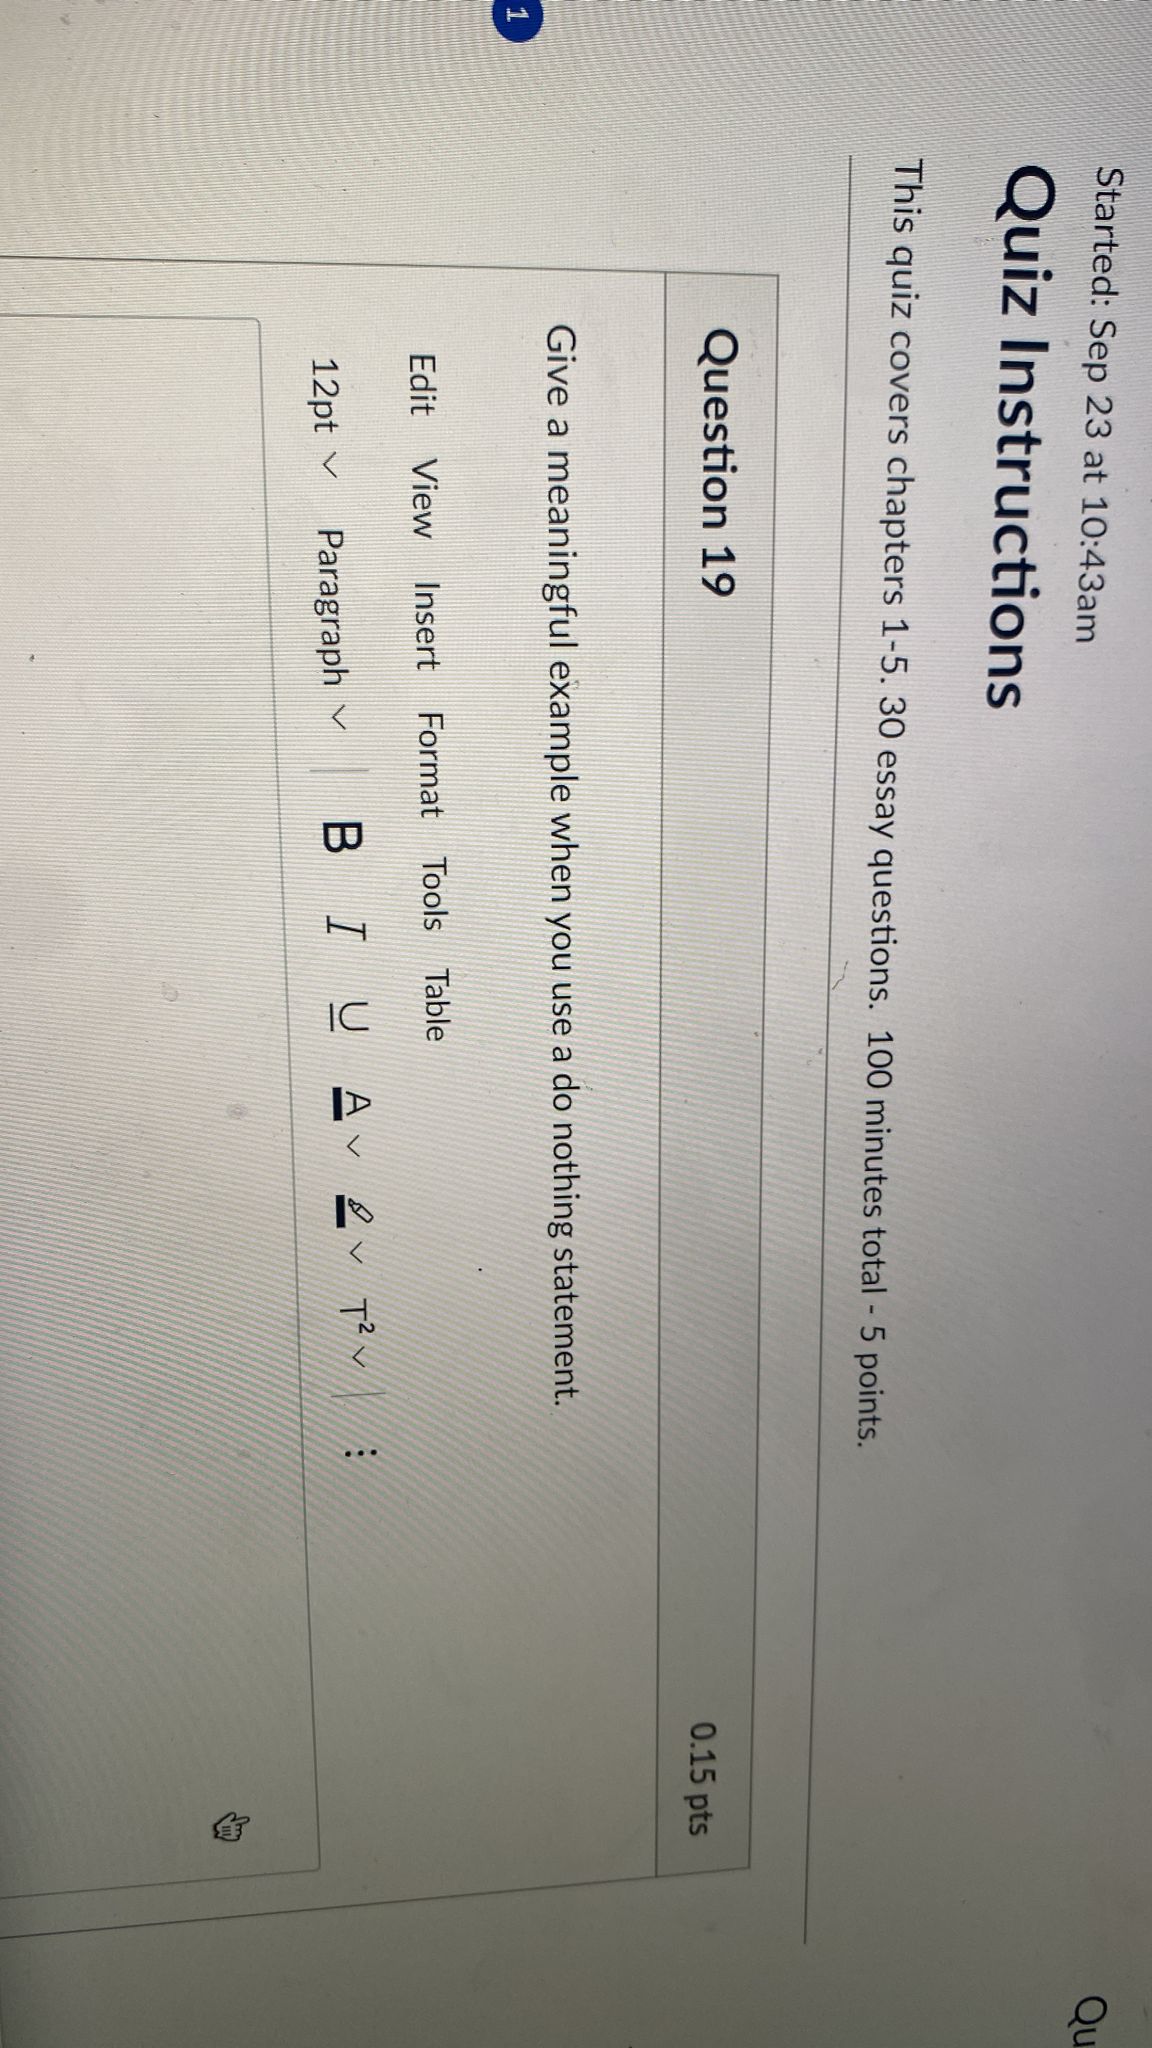 Started: Sep 23 at 10:43am
Qu
Quiz Instructions
This quiz covers chapters 1-5. 30 essay questions. 100 minutes total - 5 points.
1
Question 19 0.15 pts
Give a meaningful example when you use a do nothing statement.
Edit View Insert Format Tools Table
12pt Paragraph B I U A T²